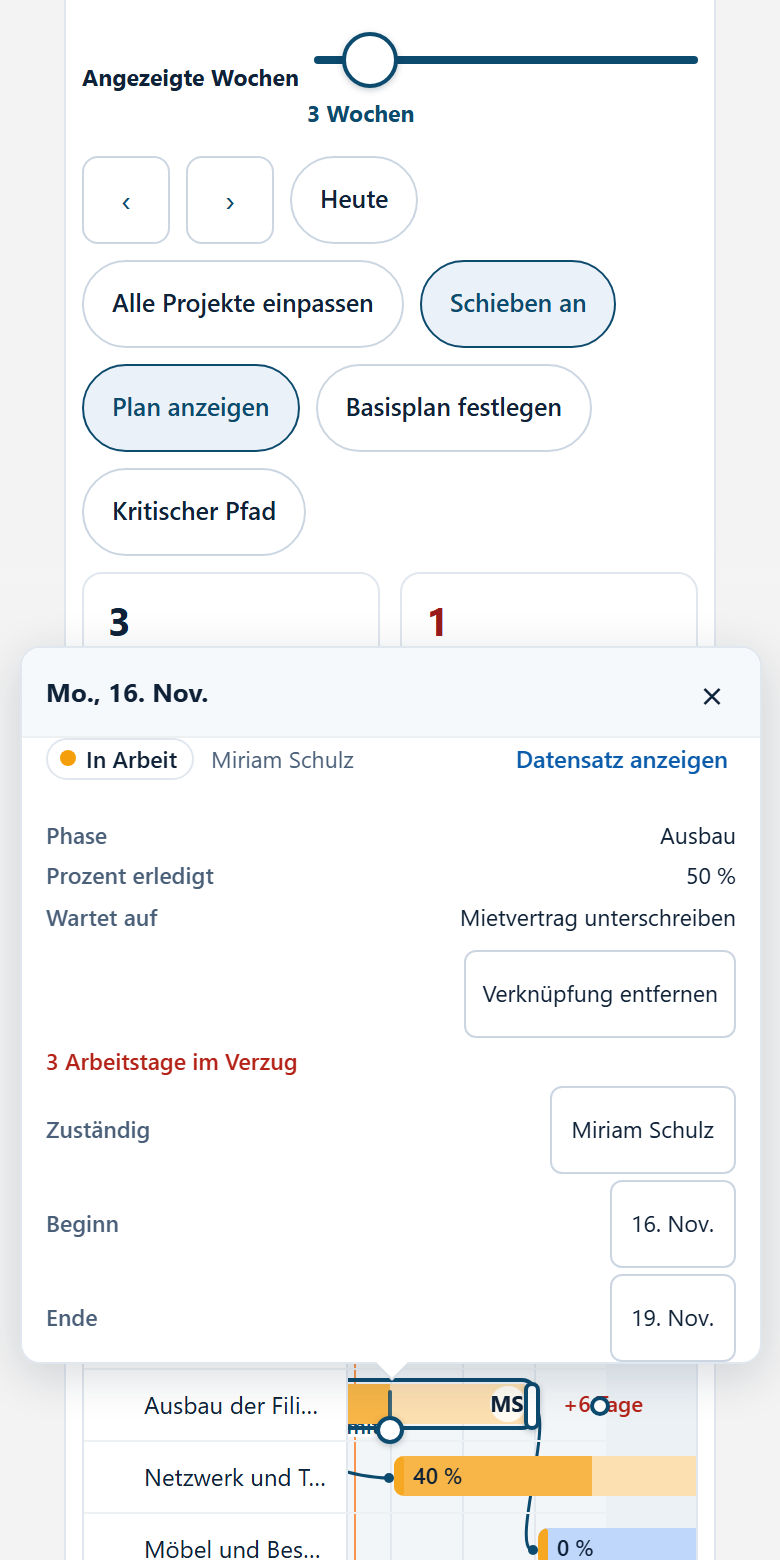 Angezeigte Wochen
3 Wochen
‹ › Heute
Alle Projekte einpassen Schieben an
Plan anzeigen Basisplan festlegen
Kritischer Pfad
3 1
Mo., 16. Nov. ×
In Arbeit Miriam Schulz Datensatz anzeigen
Phase Ausbau
Prozent erledigt 50 %
Wartet auf Mietvertrag unterschreiben
Verknüpfung entfernen
3 Arbeitstage im Verzug
Zuständig Miriam Schulz
Beginn 16. Nov.
Ende 19. Nov.
Ausbau der Fili... MS +6 Tage
Netzwerk und T... 40 %
Möbel und Bes... 0 %